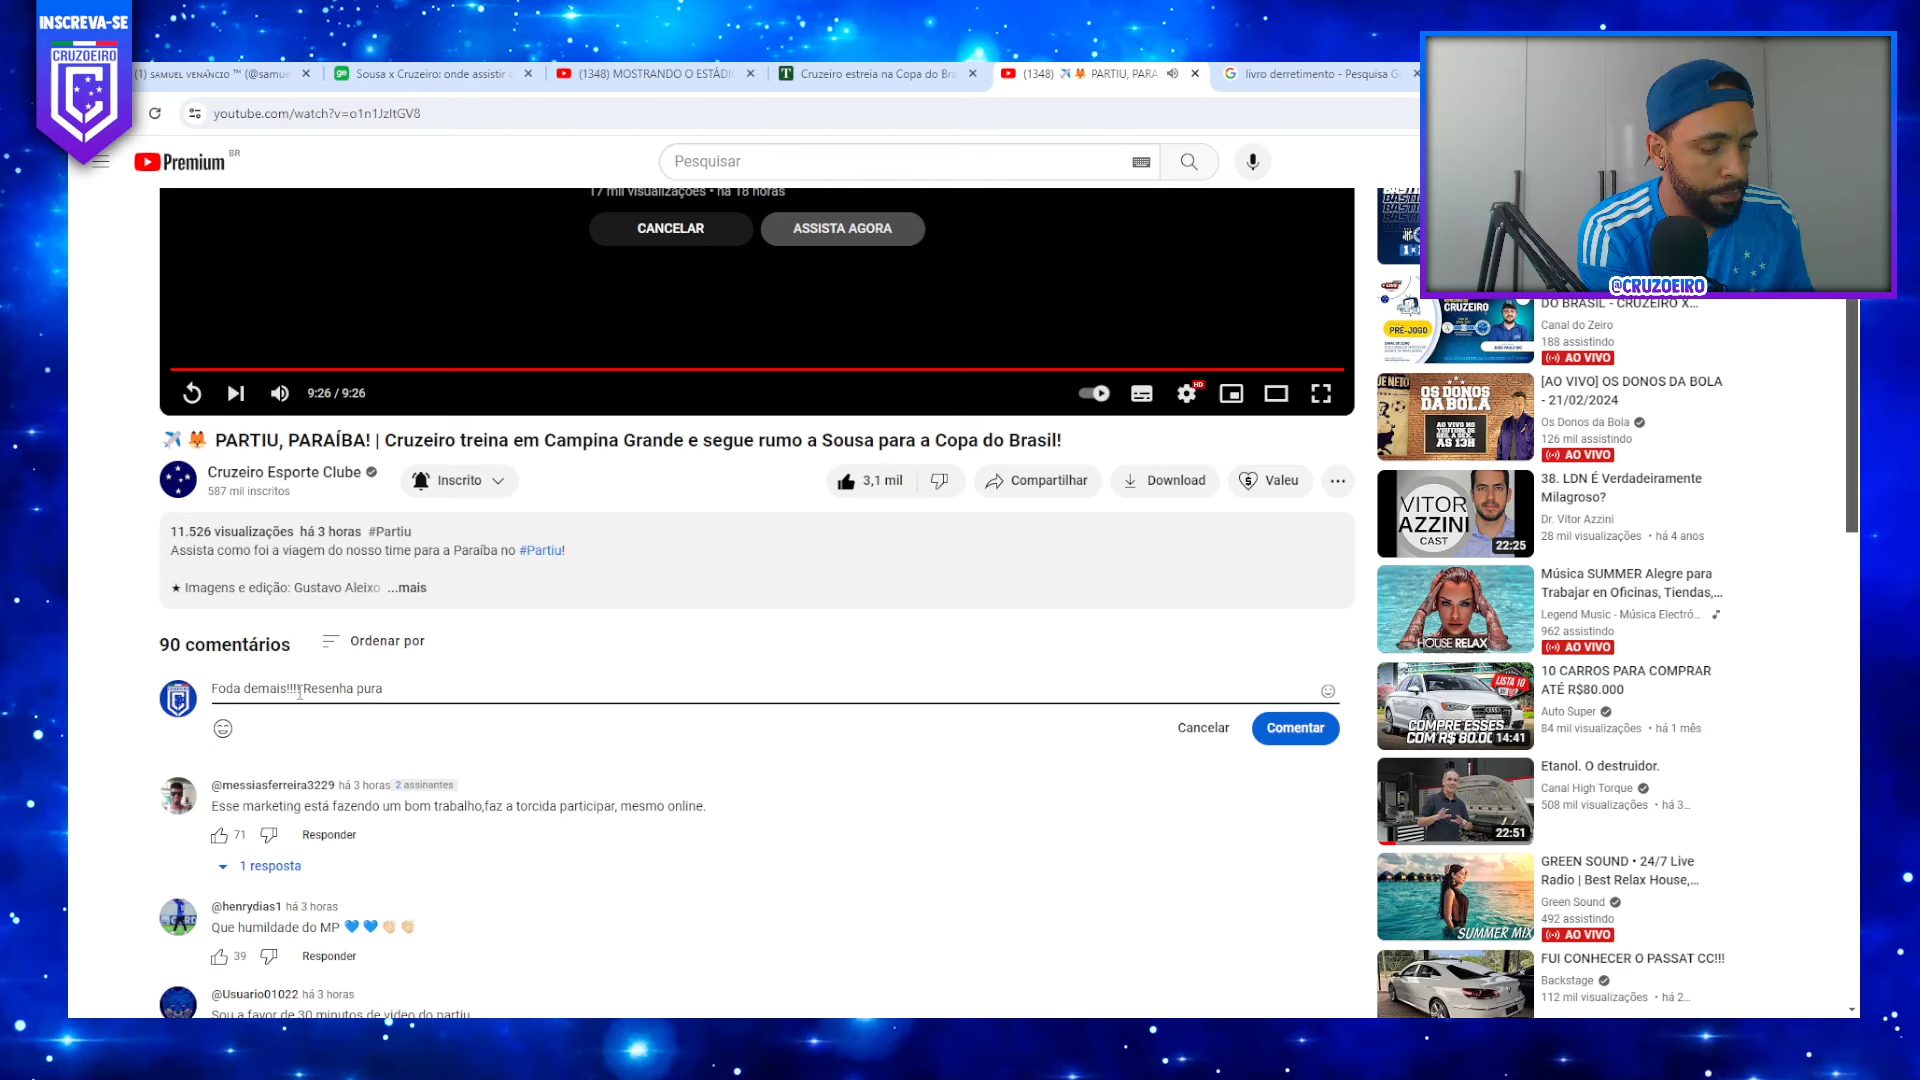 INSCREVA-SE
CRUZOEIRO
(1) SAMUEL VENÂNCIO ™ (@samue
Sousa x Cruzeiro: onde assistir
(1348) MOSTRANDO O ESTÁDI
Cruzeiro estreia na Copa do Bra
(1348) ✈️ 🦊 PARTIU, PARA
livro derretimento - Pesquisa G
youtube.com/watch?v=o1n1JzItGV8
Premium BR
Pesquisar
17 mil visualizações • há 18 horas
CANCELAR
ASSISTA AGORA
9:26 / 9:26
HD
✈️ 🦊 PARTIU, PARAÍBA! | Cruzeiro treina em Campina Grande e segue rumo a Sousa para a Copa do Brasil!
Cruzeiro Esporte Clube
587 mil inscritos
Inscrito
3,1 mil
Compartilhar
Download
Valeu
11.526 visualizações há 3 horas #Partiu
Assista como foi a viagem do nosso time para a Paraíba no #Partiu!
★ Imagens e edição: Gustavo Aleixo ...mais
90 comentários
Ordenar por
Foda demais!!!! Resenha pura
Cancelar
Comentar
@messiasferreira3229 há 3 horas 2 assinantes
Esse marketing está fazendo um bom trabalho,faz a torcida participar, mesmo online.
71
Responder
1 resposta
@henrydias1 há 3 horas
Que humildade do MP 💙 💙 👏🏻 👏🏻
39
Responder
@Usuario01022 há 3 horas
Sou a favor de 30 minutos de video do partiu
@CRUZOEIRO
BASTI
1x1
LIVE
CRUZEIRO
PRÉ-JOGO
DO BRASIL - CRUZEIRO X...
Canal do Zeiro
188 assistindo
AO VIVO
OS DONOS
DA BOLA
[AO VIVO] OS DONOS DA BOLA
- 21/02/2024
Os Donos da Bola
126 mil assistindo
AO VIVO
VITOR
AZZINI
CAST
22:25
38. LDN É Verdadeiramente
Milagroso?
Dr. Vitor Azzini
28 mil visualizações • há 4 anos
HOUSE RELAX
Música SUMMER Alegre para
Trabajar en Oficinas, Tiendas,...
Legend Music - Música Electró...
962 assistindo
AO VIVO
LISTA 10
COMPRE ESSES
COM R$ 80.00
14:41
10 CARROS PARA COMPRAR
ATÉ R$80.000
Auto Super
84 mil visualizações • há 1 mês
22:51
Etanol. O destruidor.
Canal High Torque
508 mil visualizações • há 3...
SUMMER MIX
GREEN SOUND • 24/7 Live
Radio | Best Relax House,...
Green Sound
492 assistindo
AO VIVO
FUI CONHECER O PASSAT CC!!!
Backstage
112 mil visualizações • há 2...